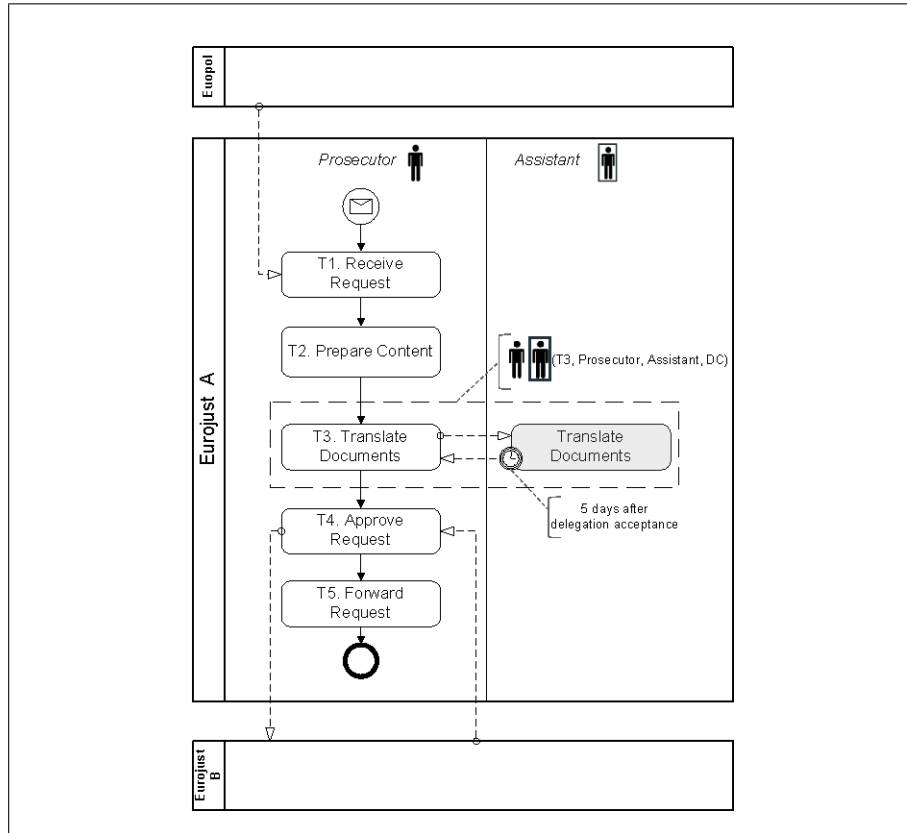 Euopol
Eurojust A
Prosecutor
Assistant
T1. Receive
Request
T2. Prepare Content
(T3, Prosecutor, Assistant, DC)
T3. Translate
Documents
Translate
Documents
5 days after
delegation acceptance
T4. Approve
Request
T5. Forward
Request
Eurojust
B